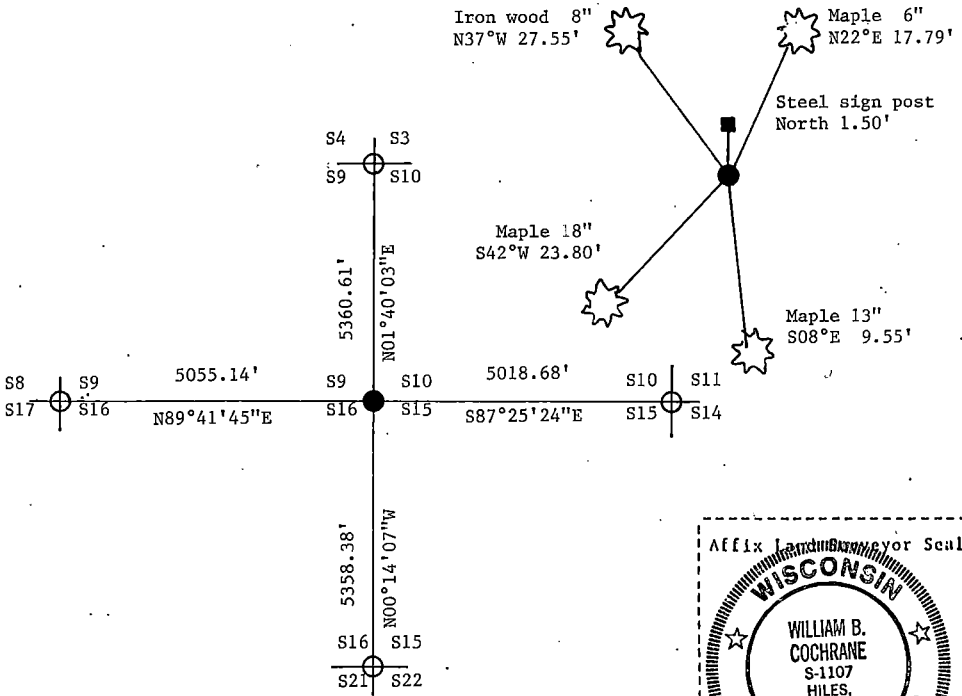 Iron wood 8"
N37°W 27.55'
Maple 6"
N22°E 17.79'
Steel sign post
North 1.50'
Maple 18"
S42°W 23.80'
Maple 13"
S08°E 9.55'
S4 S3
S9 S10
5360.61'
N01°40'03"E
S8 S9
S17 S16
5055.14'
N89°41'45"E
S9 S10
S16 S15
5018.68'
S87°25'24"E
S10 S11
S15 S14
5358.38'
N00°14'07"W
S16 S15
S21 S22
Affix Land Surveyor Seal
WISCONSIN
WILLIAM B.
COCHRANE
S-1107
HILES,